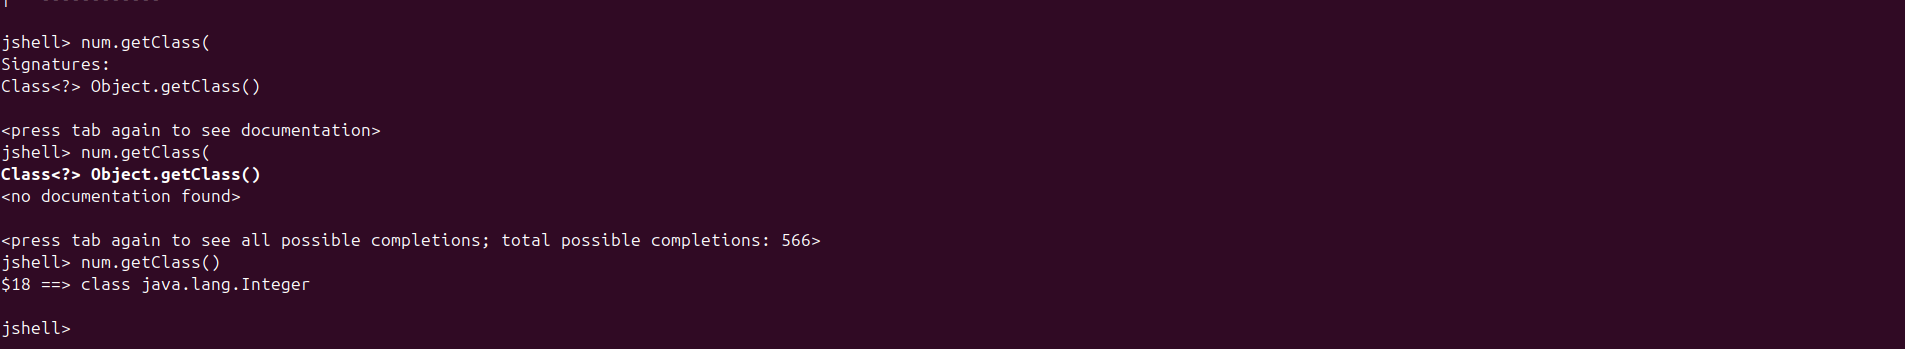 jshell> num.getClass(
Signatures:
Class<?> Object.getClass()
<press tab again to see documentation>
jshell> num.getClass(
Class<?> Object.getClass()
<no documentation found>
<press tab again to see all possible completions; total possible completions: 566>
jshell> num.getClass()
$18 ==> class java.lang.Integer
jshell>